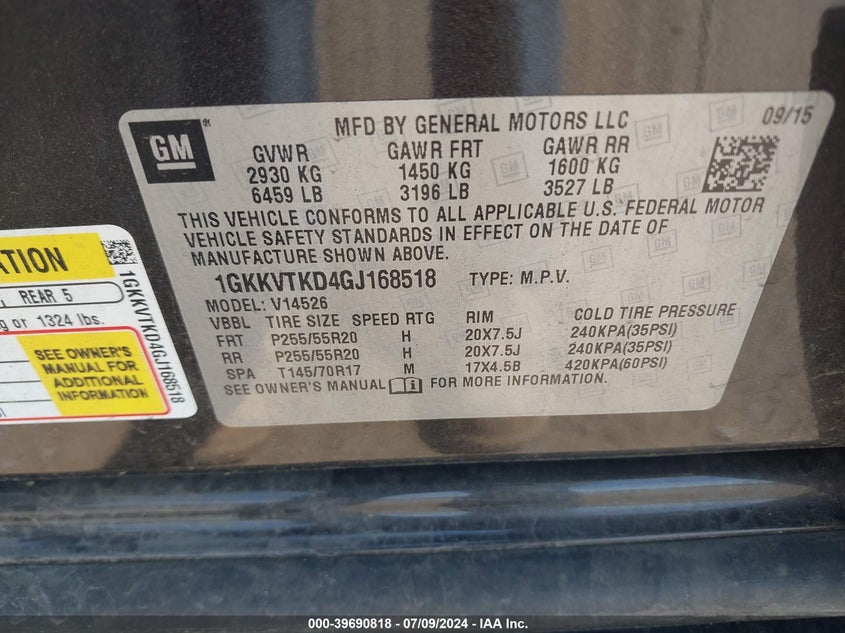 GM
MFD BY GENERAL MOTORS LLC
09/15
GVWR GAWR FRT GAWR RR
2930 KG 1450 KG 1600 KG
6459 LB 3196 LB 3527 LB
THIS VEHICLE CONFORMS TO ALL APPLICABLE U.S. FEDERAL MOTOR
VEHICLE SAFETY STANDARDS IN EFFECT ON THE DATE OF
MANUFACTURE SHOWN ABOVE.
1GKKVTKD4GJ168518 TYPE: M.P.V.
MODEL: V14526
VBBL TIRE SIZE SPEED RTG RIM COLD TIRE PRESSURE
FRT P255/55R20 H 20X7.5J 240KPA(35PSI)
RR P255/55R20 H 20X7.5J 240KPA(35PSI)
SPA T145/70R17 M 17X4.5B 420KPA(60PSI)
SEE OWNER'S MANUAL FOR MORE INFORMATION.
REAR 5
or 1324 lbs.
SEE OWNER'S
MANUAL FOR
ADDITIONAL
INFORMATION
1GKKVTKD4GJ168518
000-39690818 / 07/09/2024 - IAA Inc.